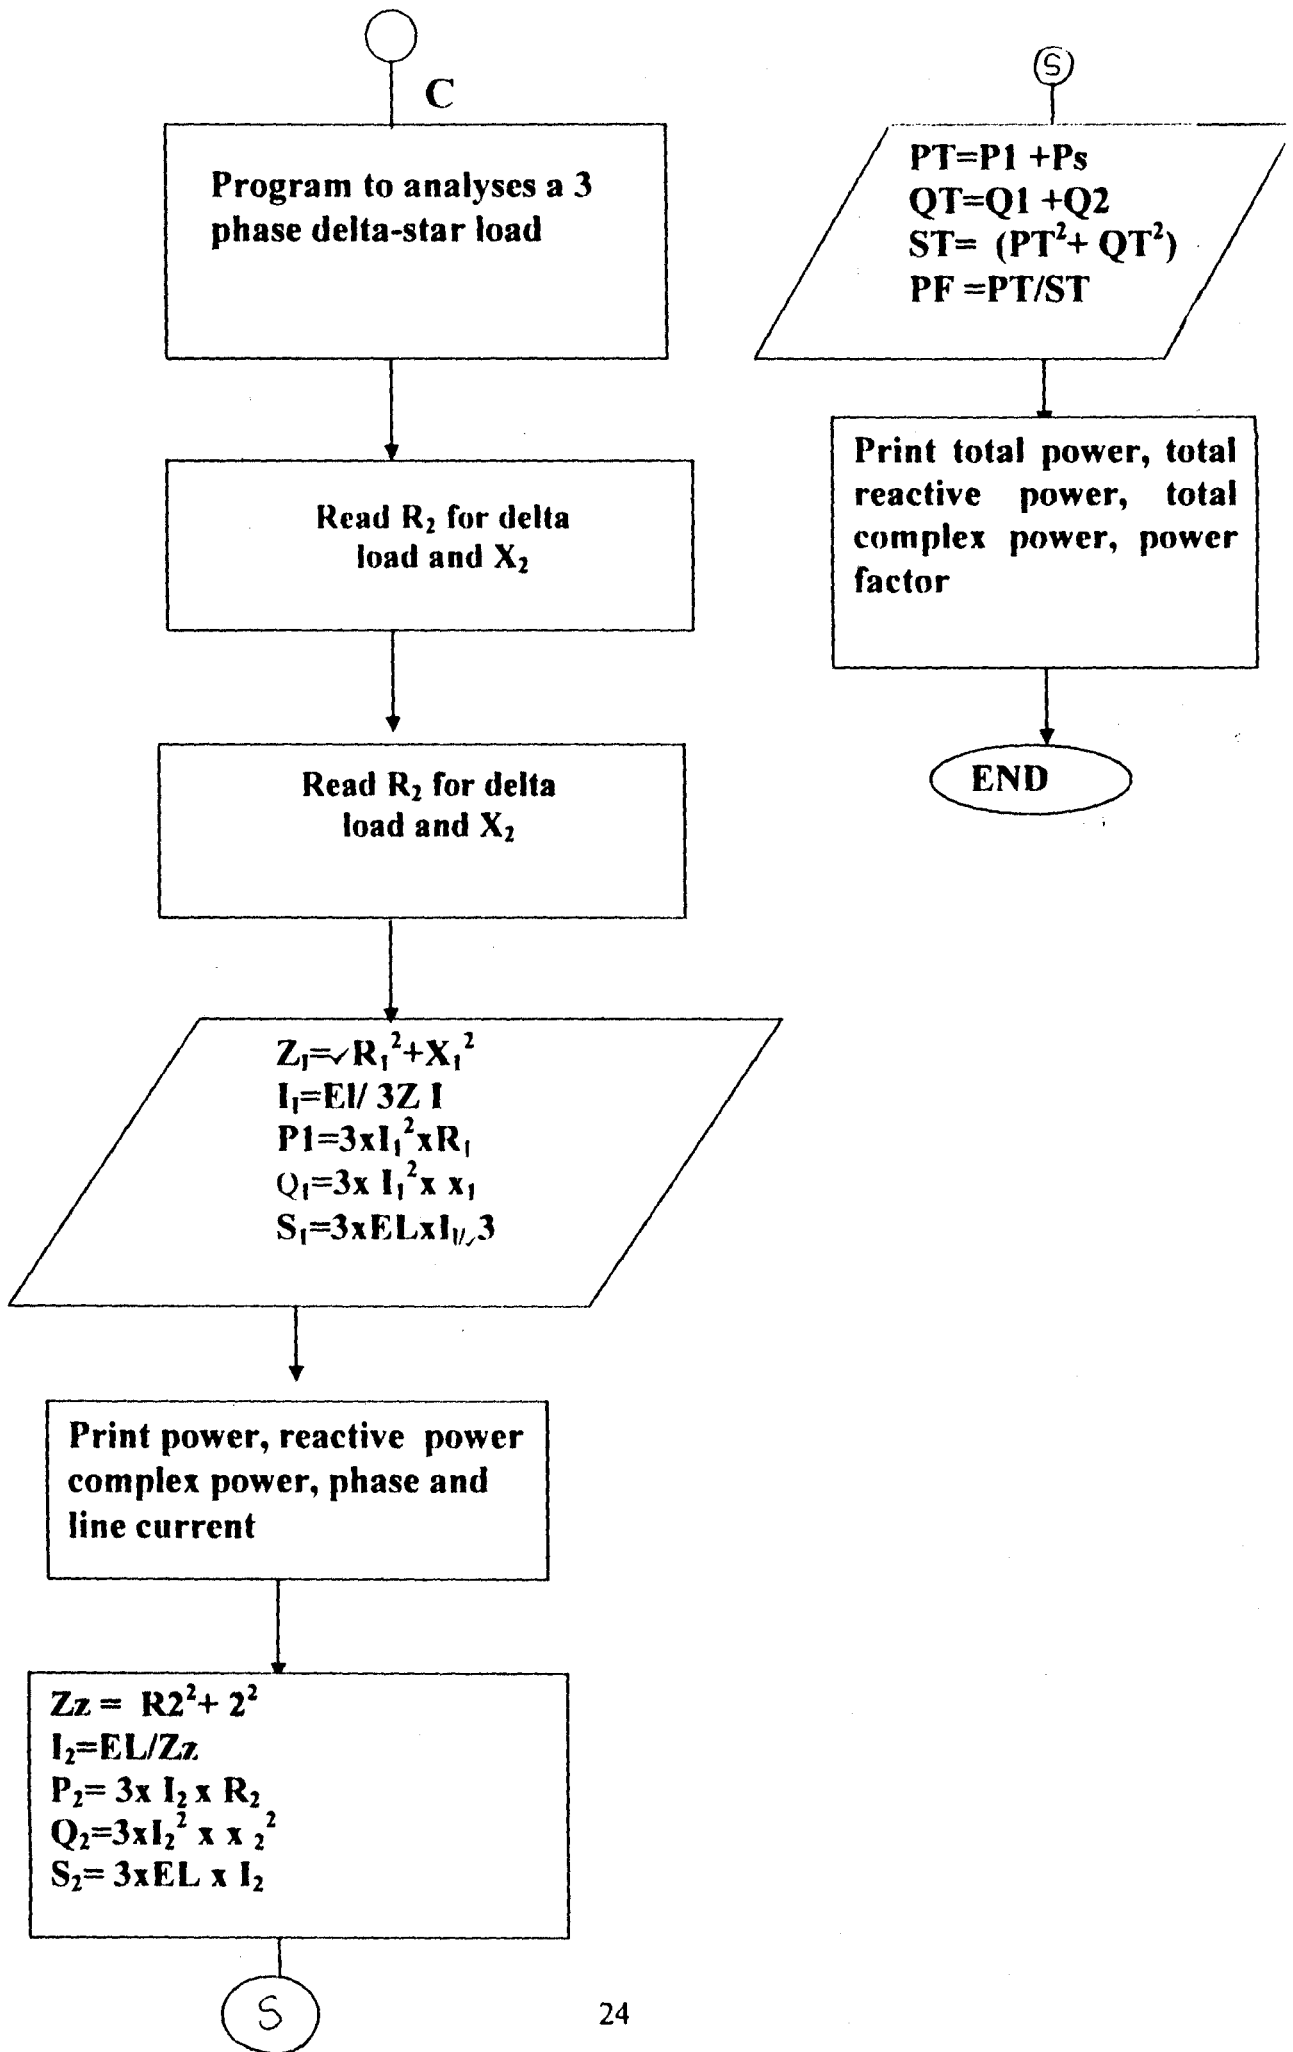 C
Program to analyses a 3
phase delta-star load
Read R₂ for delta
load and X₂
Read R₂ for delta
load and X₂
Z₁=√R₁²+X₁²
I₁=El/ 3Z I
P1=3xI₁²xR₁
Q₁=3x I₁²x x₁
S₁=3xELxI₁/√3
Print power, reactive power
complex power, phase and
line current
Zz = R2²+ 2²
I₂=EL/Zz
P₂= 3x I₂ x R₂
Q₂=3xI₂² x x ₂²
S₂= 3xEL x I₂
S
S
PT=P1 +Ps
QT=Q1 +Q2
ST= (PT²+ QT²)
PF =PT/ST
Print total power, total
reactive power, total
complex power, power
factor
END
24